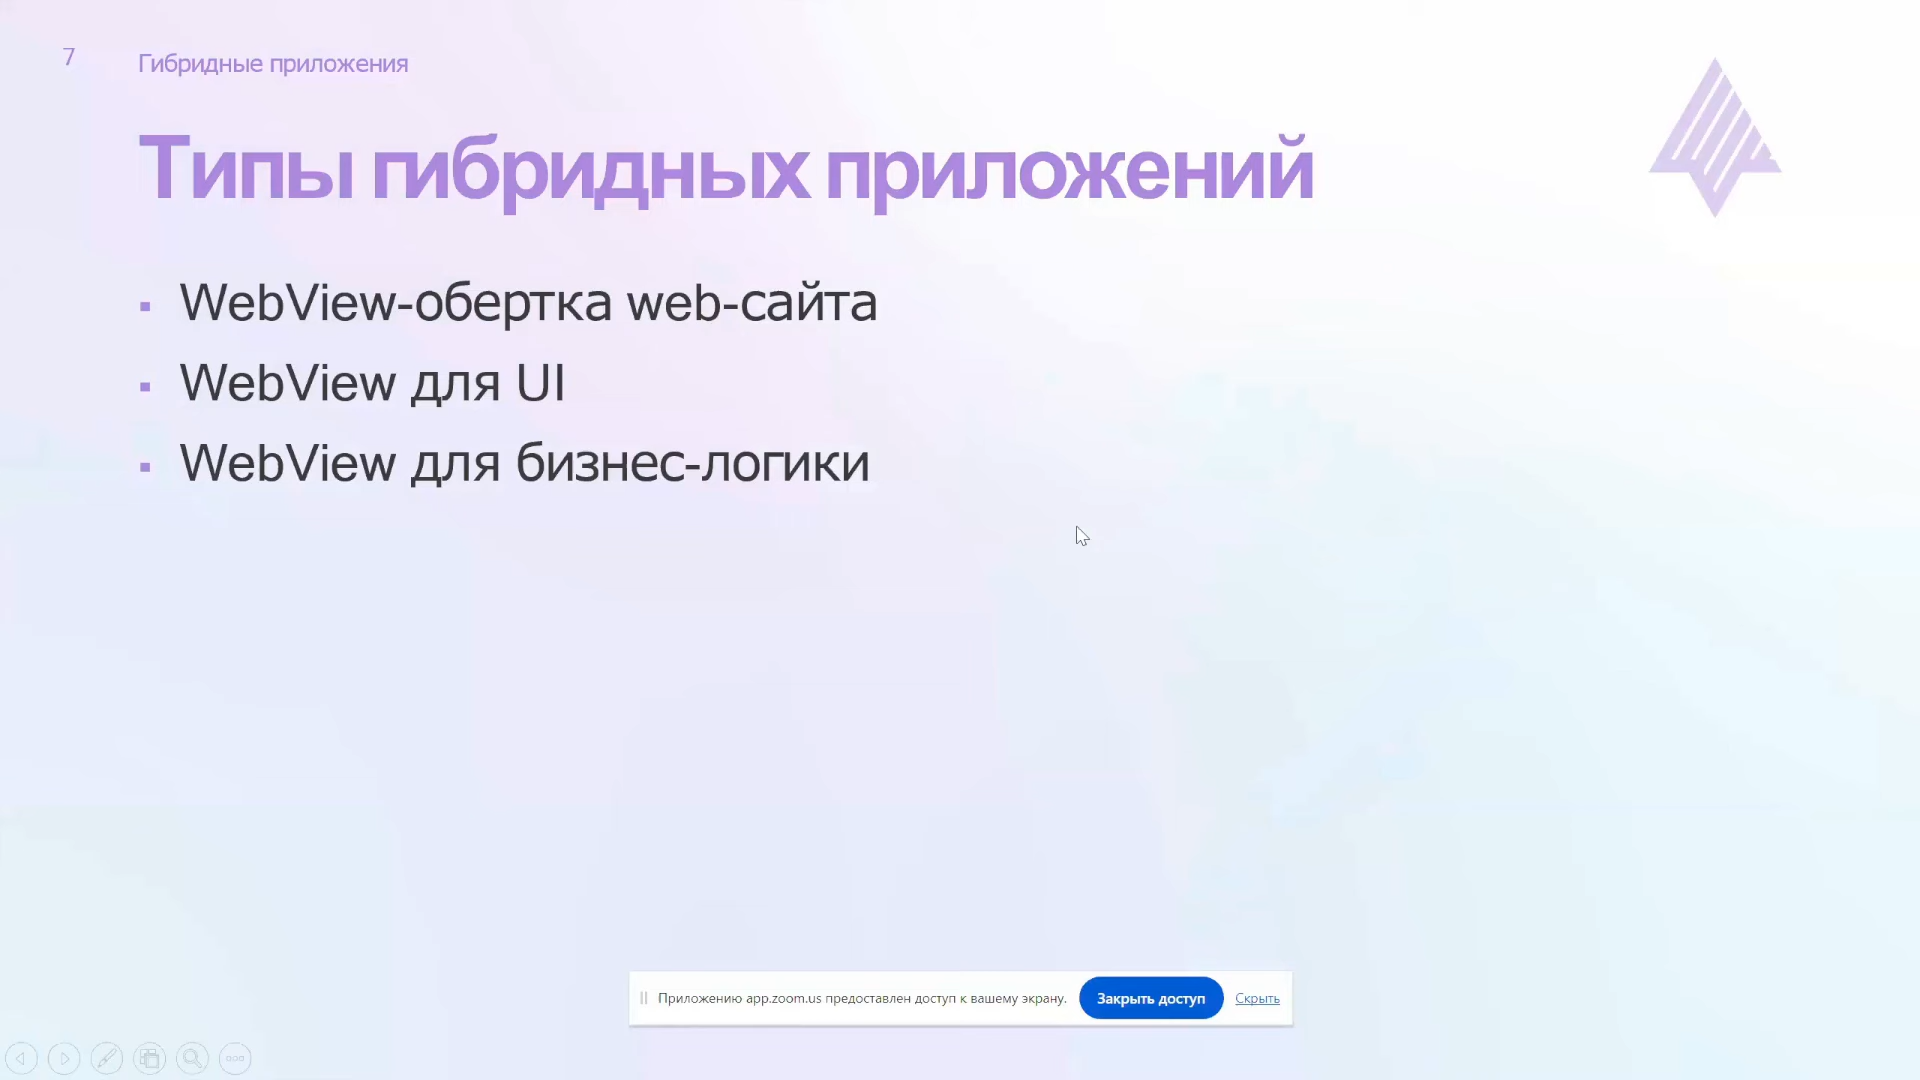 7
Гибридные приложения
Типы гибридных приложений
▪ WebView-обертка web-сайта
▪ WebView для UI
▪ WebView для бизнес-логики
Приложению app.zoom.us предоставлен доступ к вашему экрану. Закрыть доступ Скрыть